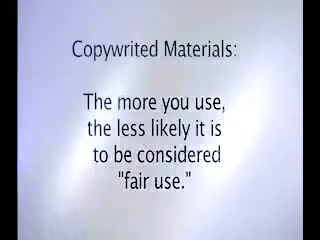 Copywrited Materials:
The more you use,
the less likely it is
to be considered
"fair use."